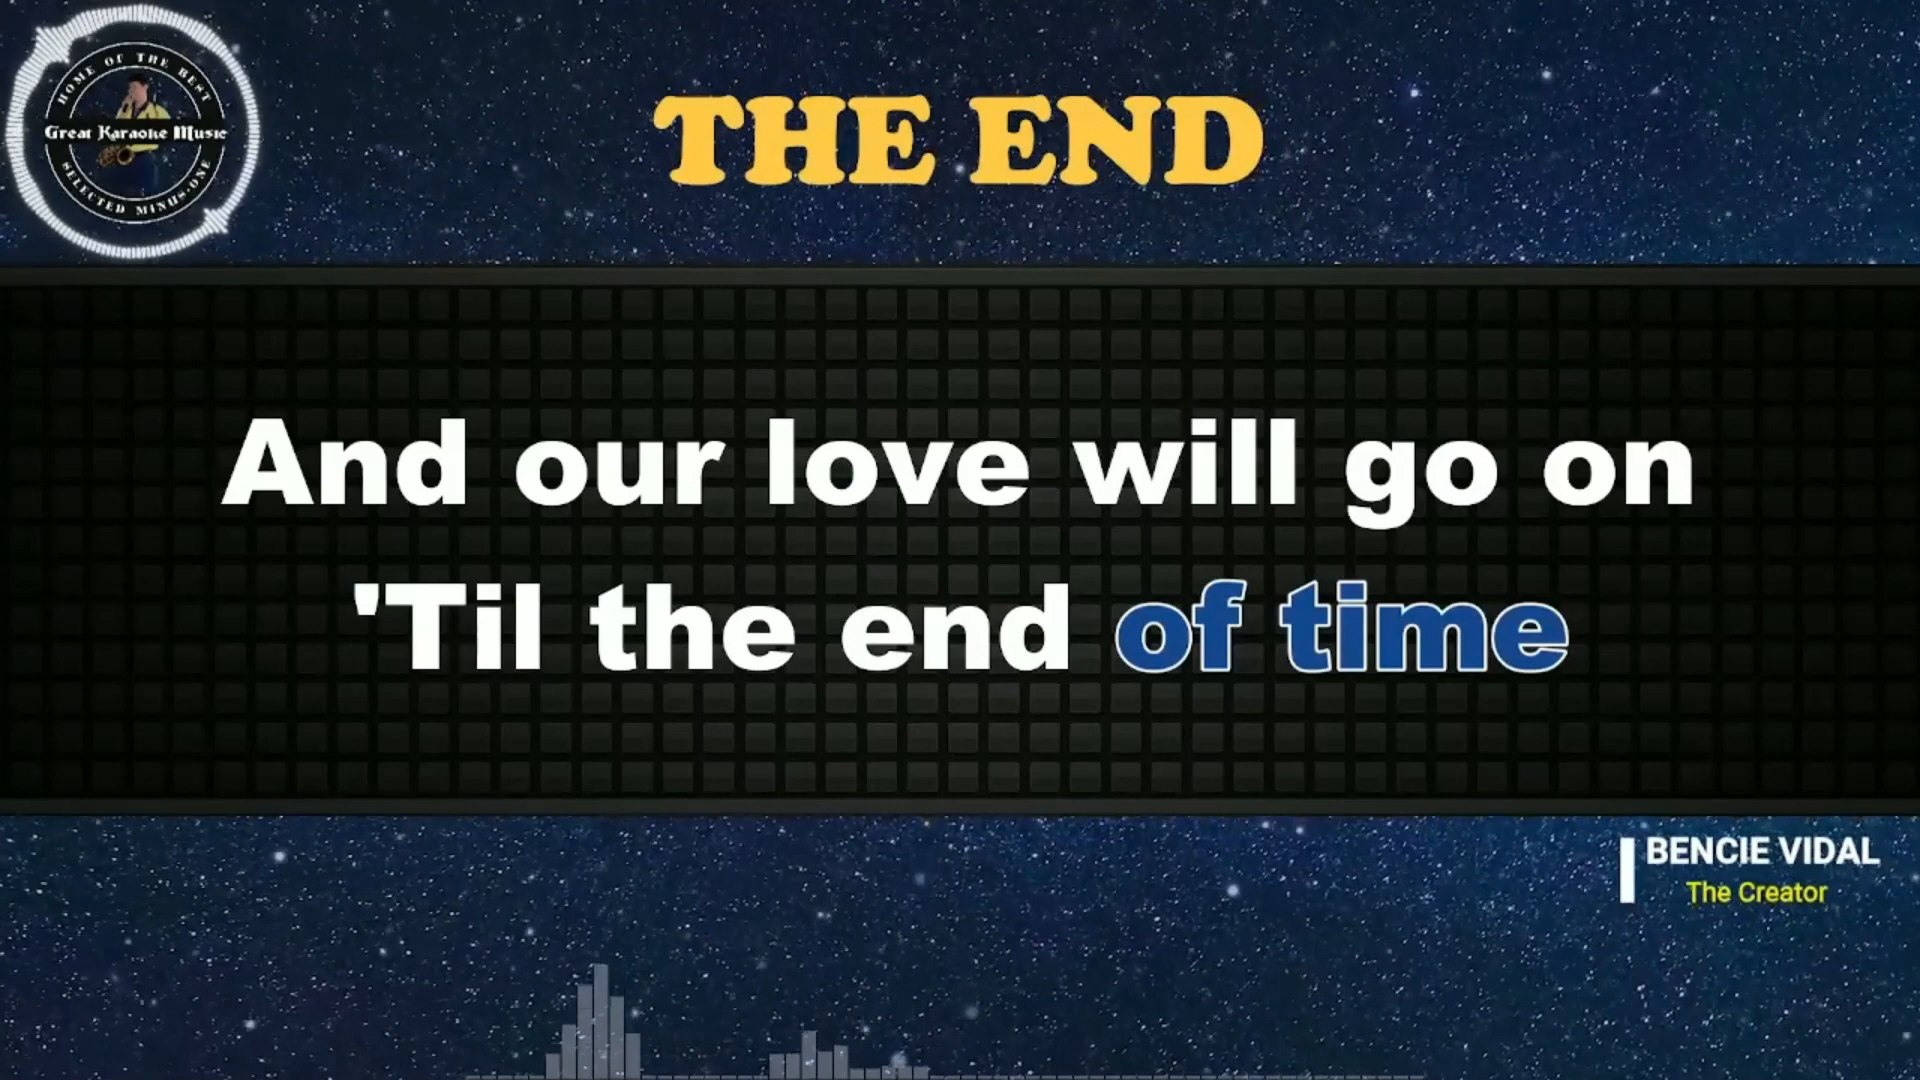 HOME OF THE BEST
Great Karaoke Music
SELECTED MINUS-ONE
THE END
And our love will go on
'Til the end of time
BENCIE VIDAL
The Creator